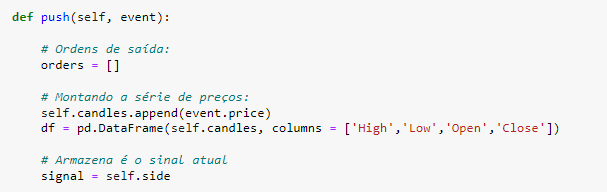 def push(self, event):
# Ordens de saída:
orders = []
# Montando a série de preços:
self.candles.append(event.price)
df = pd.DataFrame(self.candles, columns = ['High','Low','Open','Close'])
# Armazena é o sinal atual
signal = self.side